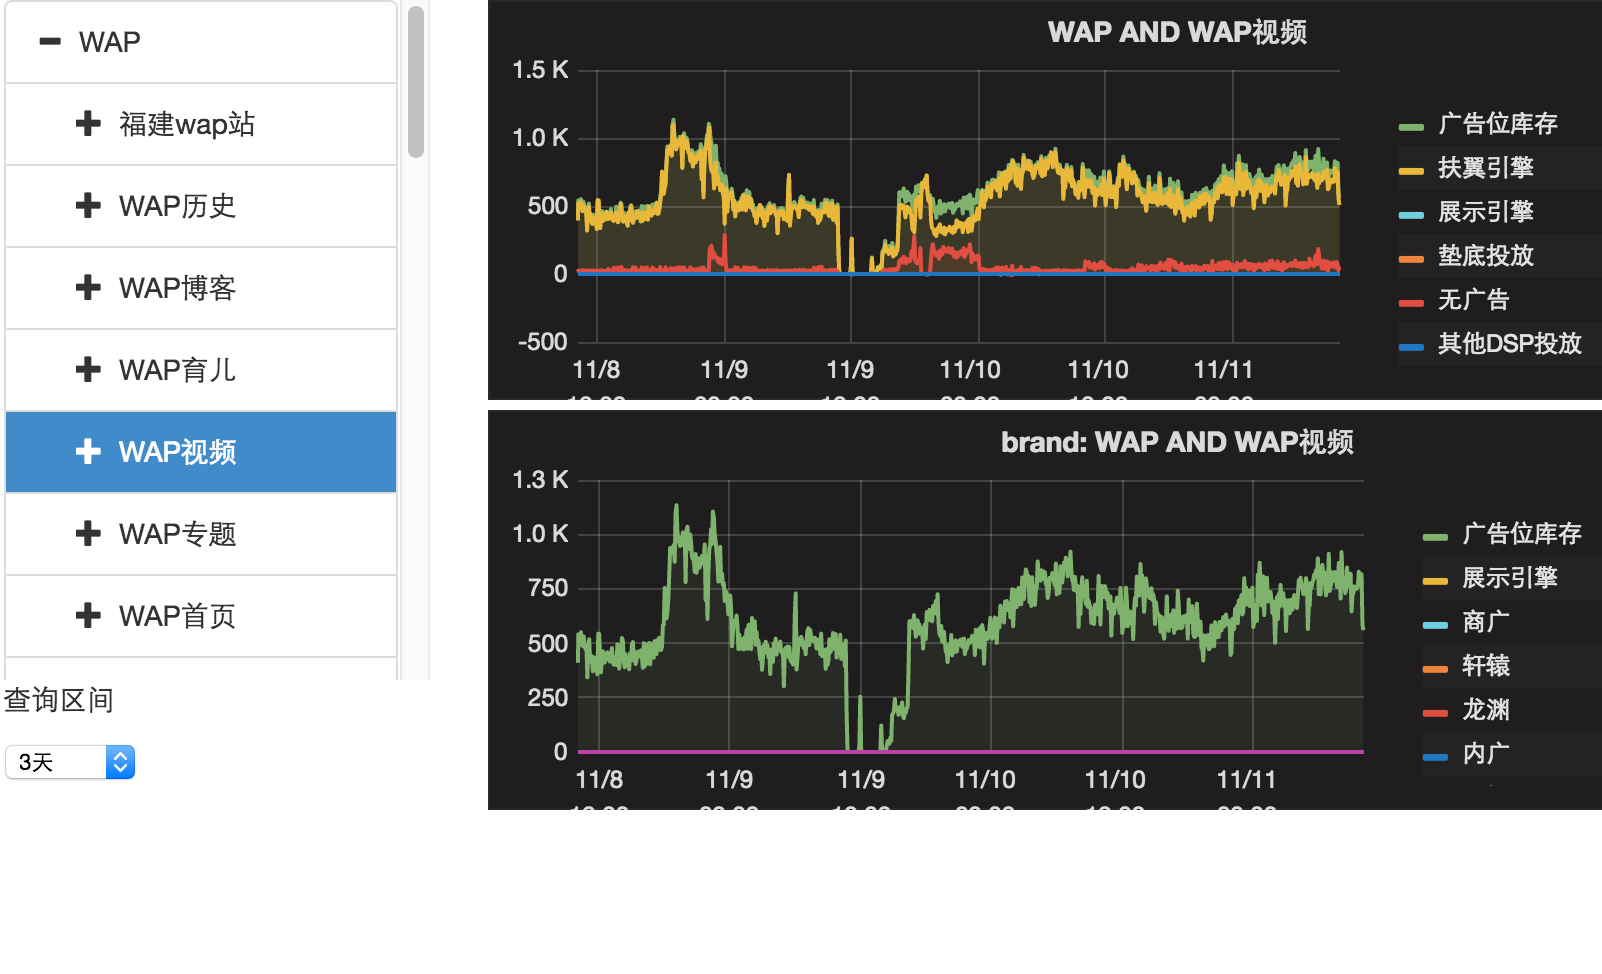 WAP
福建wap站
WAP历史
WAP博客
WAP育儿
WAP视频
WAP专题
WAP首页
查询区间
3天
WAP AND WAP视频
1.5 K
1.0 K
500
0
-500
11/8
11/9
11/9
11/10
11/10
11/11
广告位库存
扶翼引擎
展示引擎
垫底投放
无广告
其他DSP投放
brand: WAP AND WAP视频
1.3 K
1.0 K
750
500
250
0
11/8
11/9
11/9
11/10
11/10
11/11
广告位库存
展示引擎
商广
轩辕
龙渊
内广